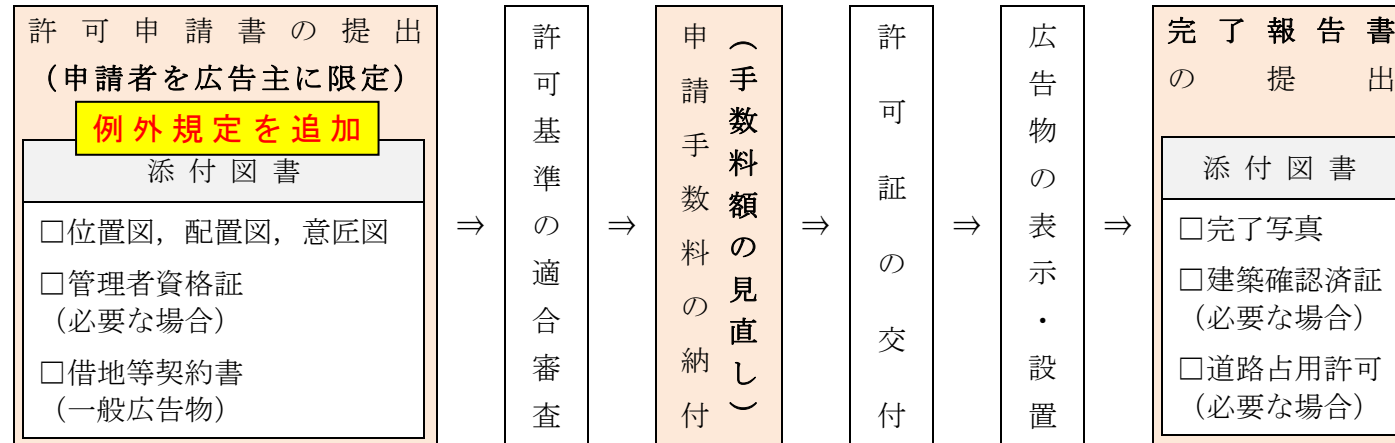 許可申請書の提出
(申請者を広告主に限定)
例外規定を追加
添付図書
□位置図，配置図，意匠図
□管理者資格証
（必要な場合）
□借地等契約書
（一般広告物）
⇒
許可基準の適合審査
⇒
申請手数料の納付
（手数料額の見直し）
⇒
許可証の交付
⇒
広告物の表示・設置
⇒
完了報告書
の提出
添付図書
□完了写真
□建築確認済証
（必要な場合）
□道路占用許可
（必要な場合）